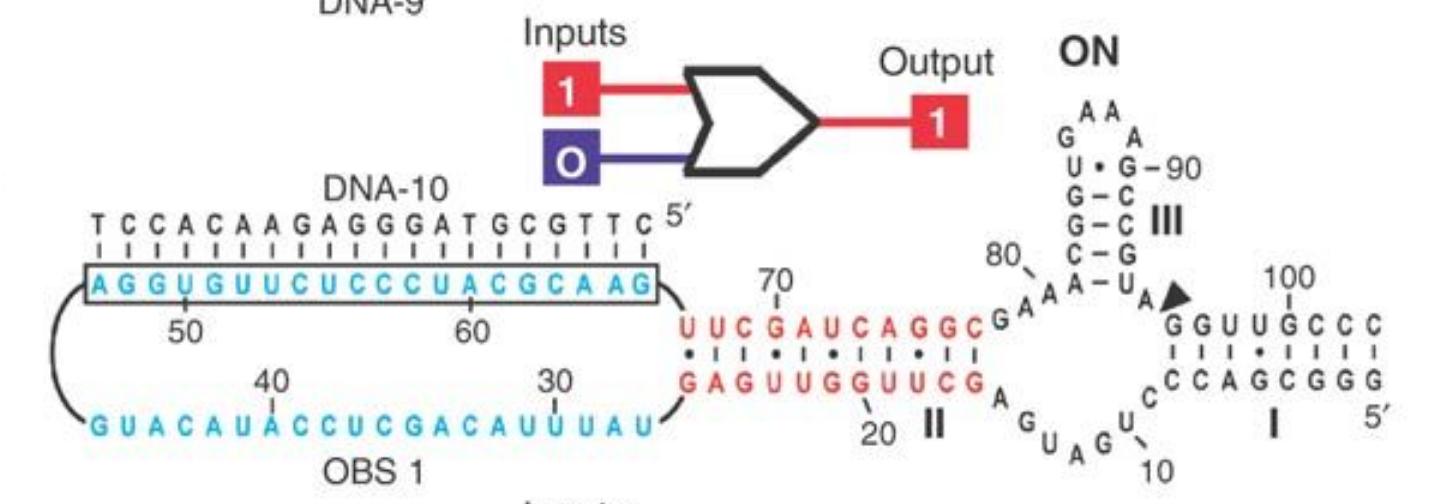 DNA-9
Inputs
Output
ON
1
1
O
A A
G A
U • G – 90
G – C
G – C III
C – G
80
A – U
DNA-10
T C C A C A A G A G G G A T G C G T T C 5′
A G G U G U U C U C C C U A C G C A A G
50 60
70
U U C G A U C A G G C G A A
A
100
G G U U G C C C
40 30
G U A C A U A C C U C G A C A U U U A U
G A G U U G G U U C G
A G U A G U C
C C A G C G G G
5′
20 II
10
I
OBS 1